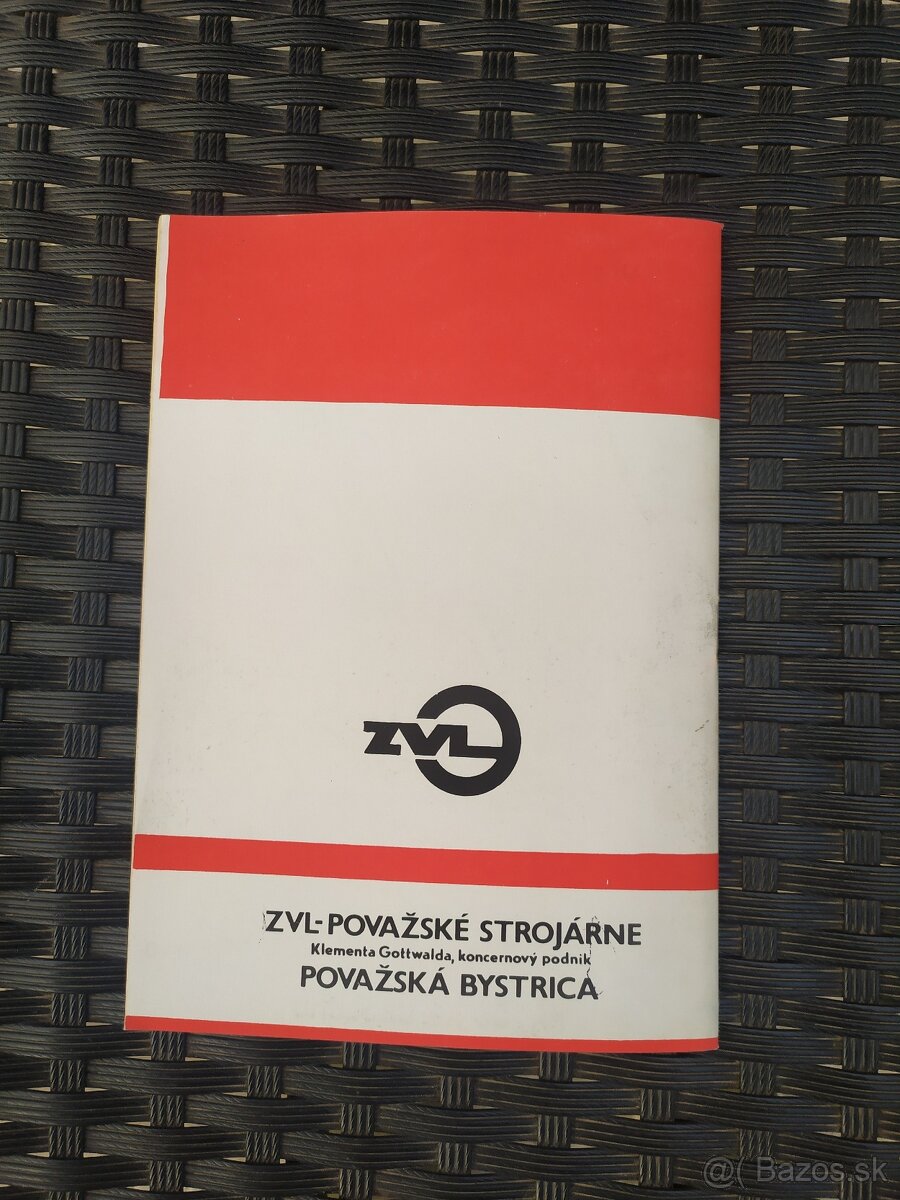 ZVL
ZVL-POVAŽSKÉ STROJÁRNE
Klementa Gottwalda, koncernový podnik
POVAŽSKÁ BYSTRICA
@( Bazos.sk